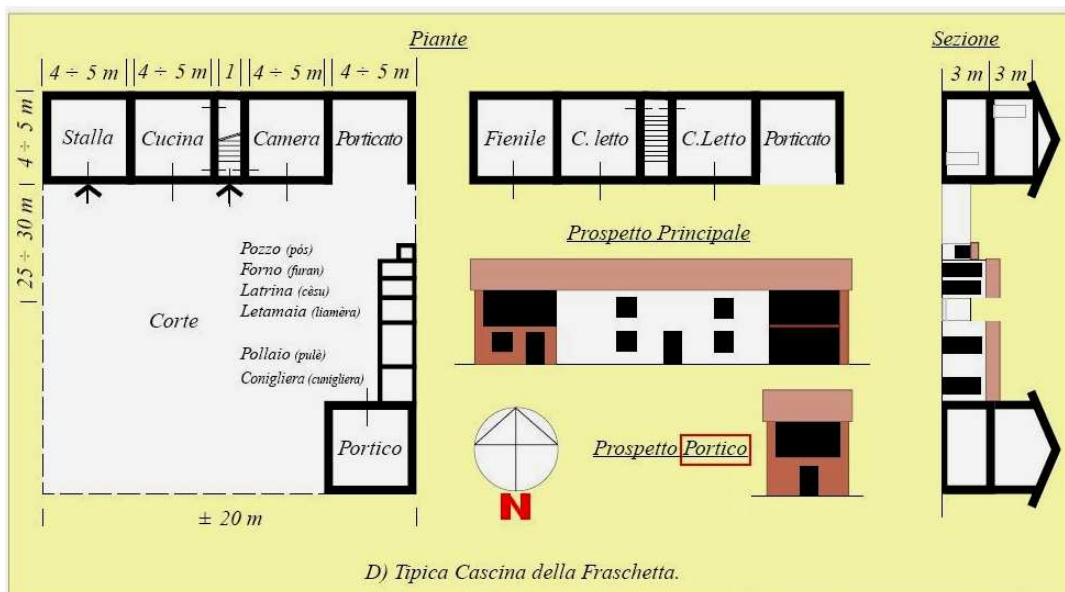 Piante
Sezione
4 ÷ 5 m 4 ÷ 5 m 1 4 ÷ 5 m 4 ÷ 5 m
3 m 3 m
4 ÷ 5 m
Stalla Cucina Camera Porticato
Fienile C. letto C.Letto Porticato
25 ÷ 30 m
Prospetto Principale
Pozzo (pós)
Forno (furan)
Latrina (cèsu)
Letamaia (liamèra)
Corte
Pollaio (pulè)
Conigliera (cunigliera)
Portico
Prospetto Portico
N
± 20 m
D) Tipica Cascina della Fraschetta.